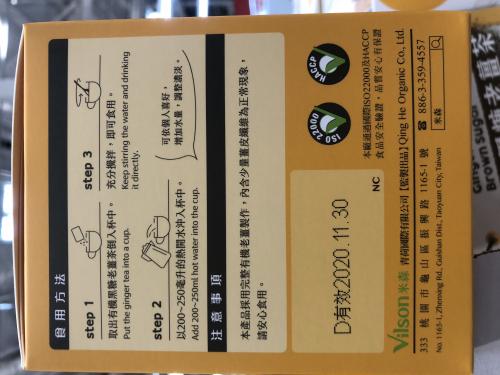 食用方法
step 1
取出有機黑糖老薑茶倒入杯中。
Put the ginger tea into a cup.
step 2
以200~250毫升的熱開水沖入杯中。
Add 200~250ml hot water into the cup.
step 3
充分攪拌，即可食用。
Keep stirring the water and drinking
it directly.
可依個人喜好，
增加水量，調整濃淡。
注意事項
本產品採用完整有機老薑製作，內含少量薑皮纖維為正常現象，
請安心食用。
D有效2020.11.30
NC
ISO 22000
HACCP
本廠通過國際ISO22000及HACCP
食品安全驗證，品質安心有保證
Vilson米森 青荷國際有限公司【監製出品】Qing He Organic Co., Ltd.
333 桃園市龜山區振興路1165-1號 ☎ 886-3-359-4557
No. 1165-1, Zhenxing Rd., Guishan Dist., Taoyuan City, Taiwan
米森
Brown sugar